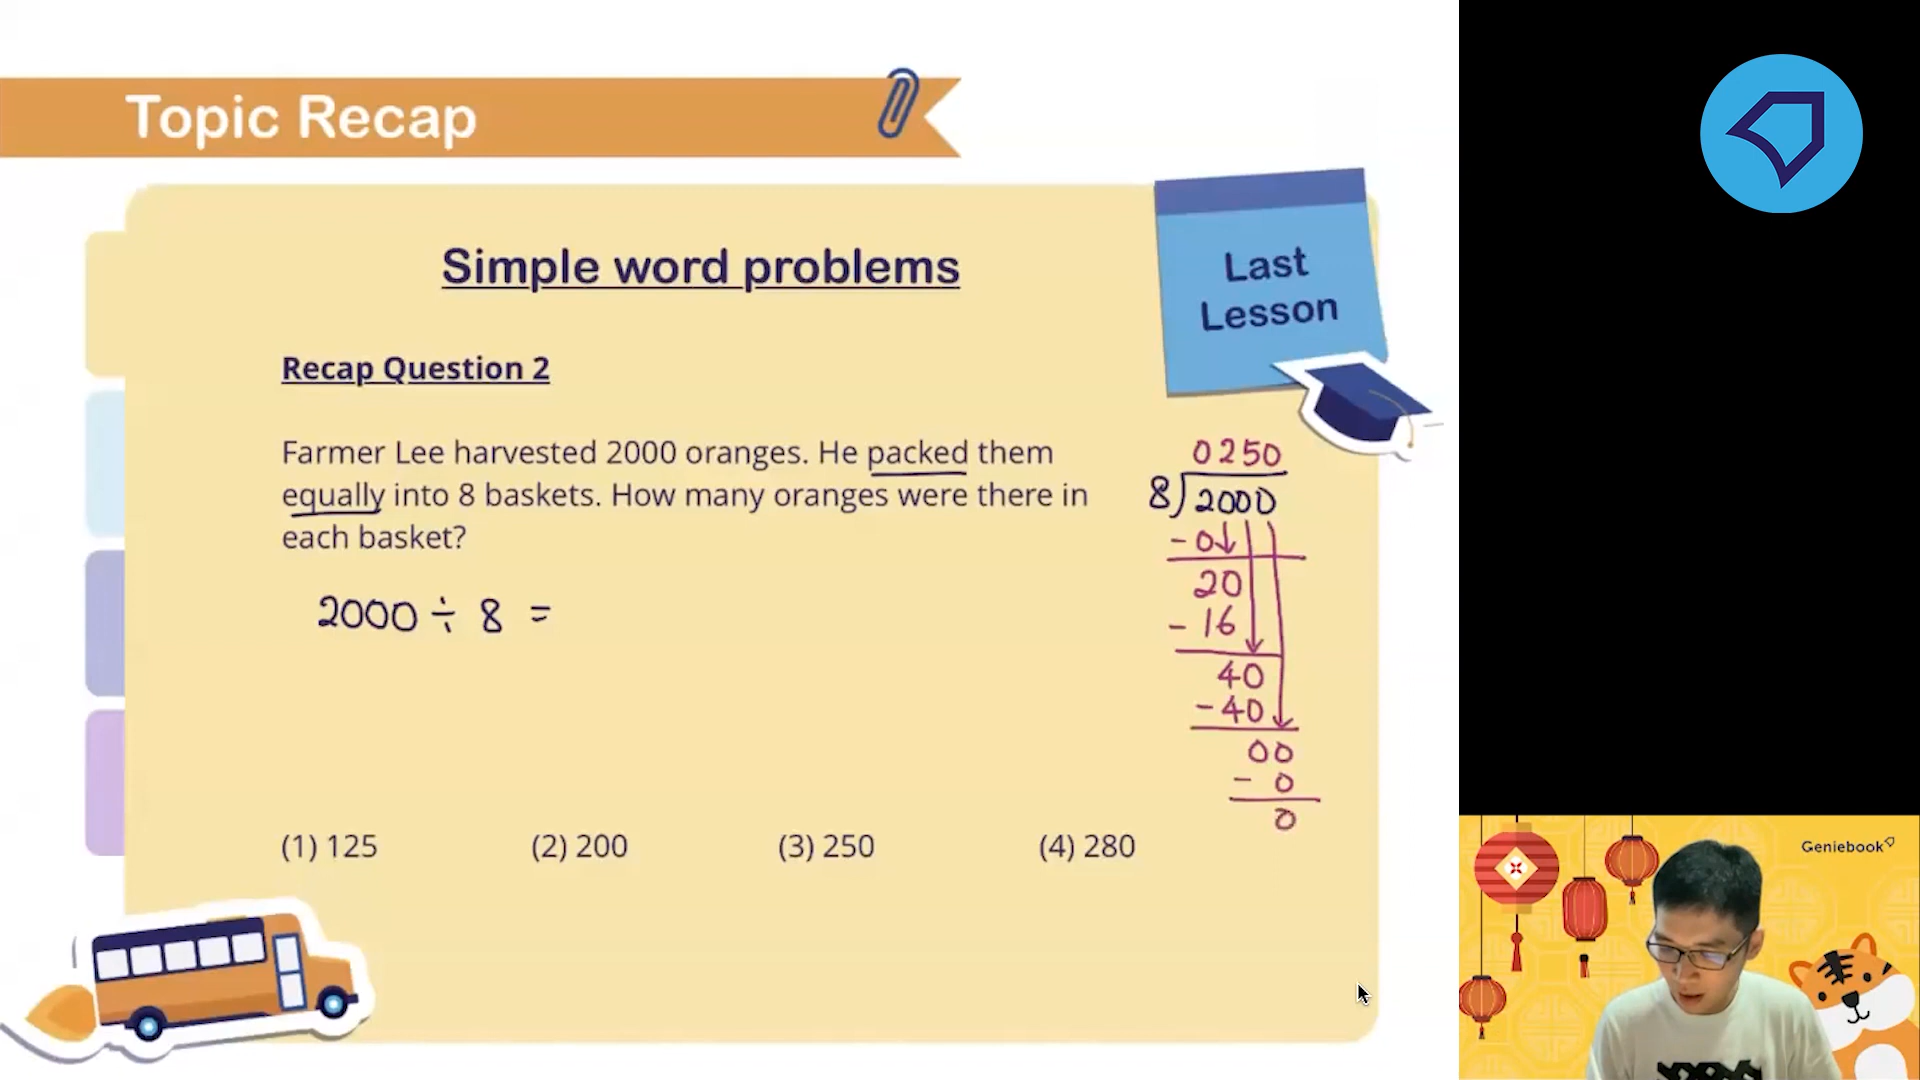 Topic Recap
Simple word problems
Last
Lesson
Recap Question 2
Farmer Lee harvested 2000 oranges. He packed them
equally into 8 baskets. How many oranges were there in
each basket?
2000 ÷ 8 =
0250
8)2000
-0
20
-16
40
-40
00
-0
0
(1) 125 (2) 200 (3) 250 (4) 280
Geniebook